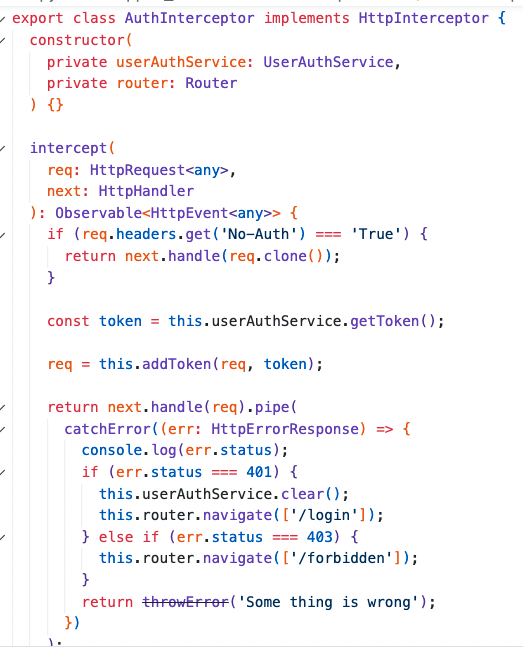 export class AuthInterceptor implements HttpInterceptor {
  constructor(
    private userAuthService: UserAuthService,
    private router: Router
  ) {}

  intercept(
    req: HttpRequest<any>,
    next: HttpHandler
  ): Observable<HttpEvent<any>> {
    if (req.headers.get('No-Auth') === 'True') {
      return next.handle(req.clone());
    }

    const token = this.userAuthService.getToken();

    req = this.addToken(req, token);

    return next.handle(req).pipe(
      catchError((err: HttpErrorResponse) => {
        console.log(err.status);
        if (err.status === 401) {
          this.userAuthService.clear();
          this.router.navigate(['/login']);
        } else if (err.status === 403) {
          this.router.navigate(['/forbidden']);
        }
        return throwError('Some thing is wrong');
      })
    );